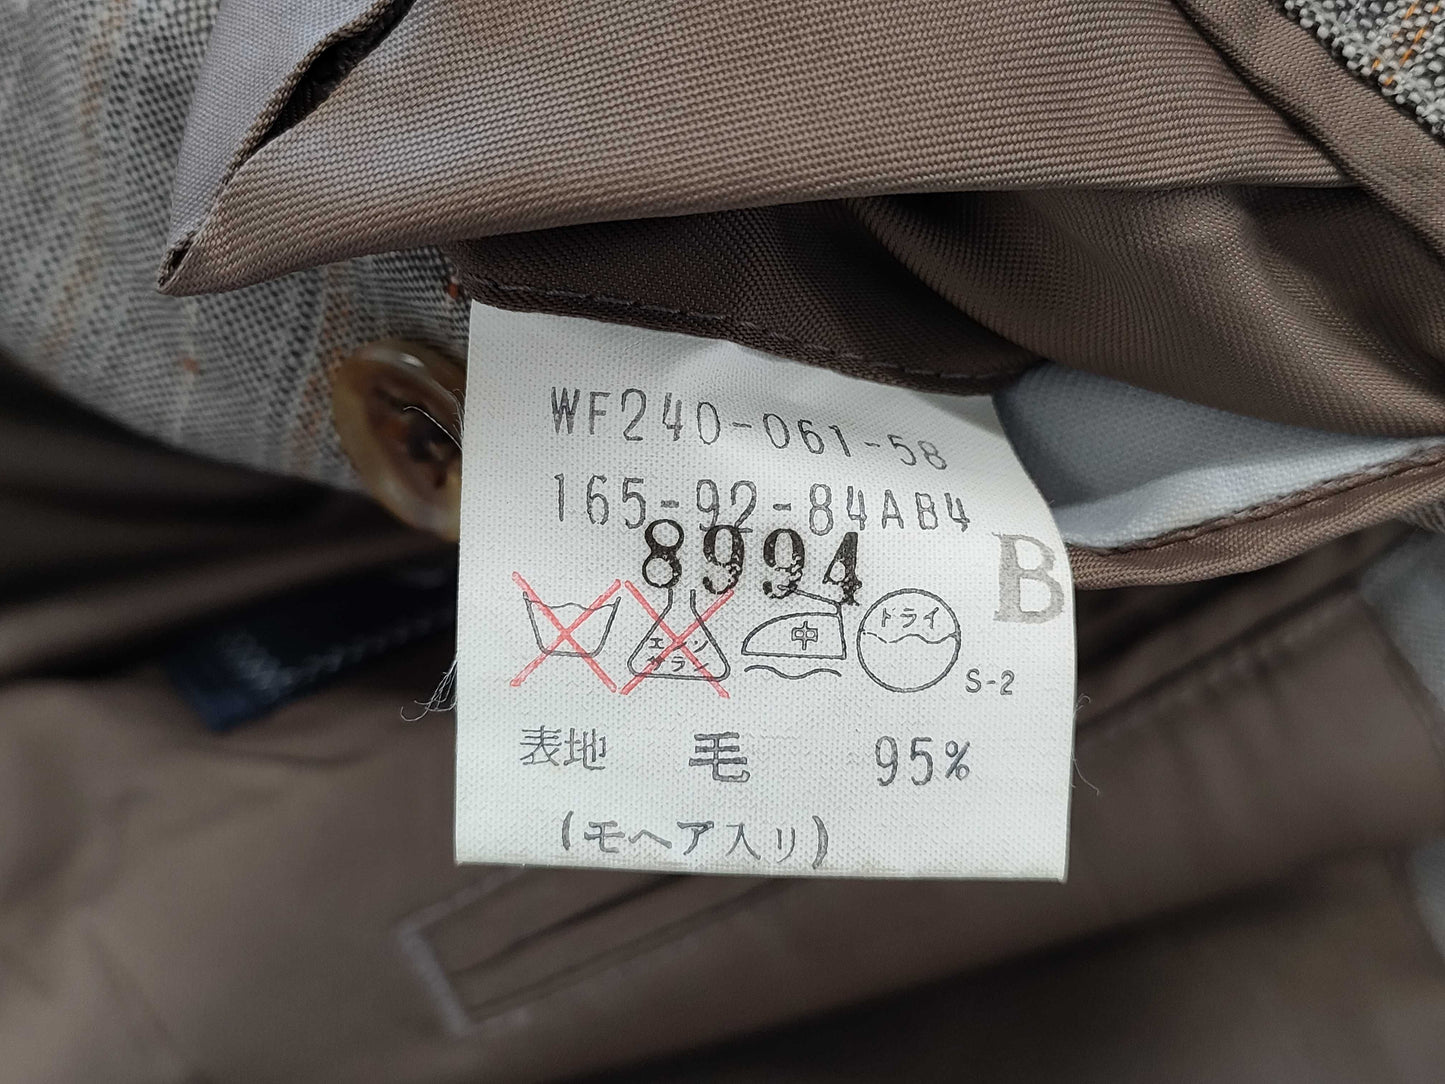 WF240-061-58
165-92-84AB4
8994
B
エンソ
サラシ
中
ドライ
S-2
表地 毛 95%
(モヘア入り)